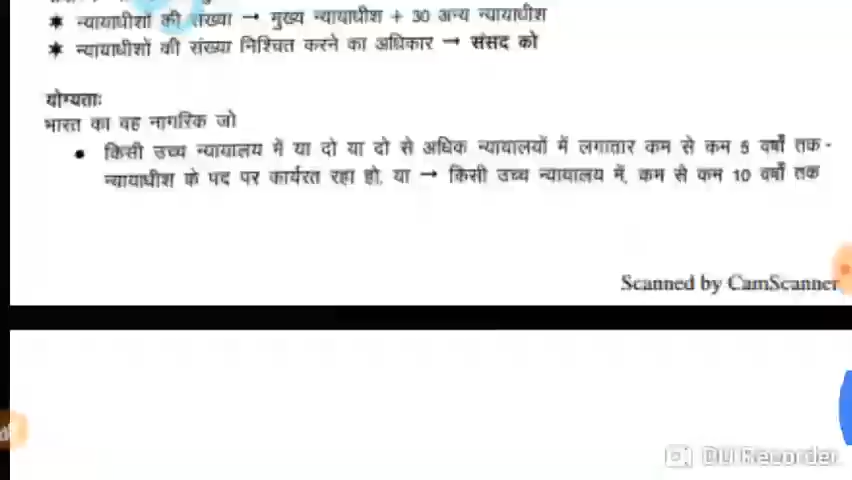 ★ न्यायाधीशों की संख्या → मुख्य न्यायाधीश + 30 अन्य न्यायाधीश
★ न्यायाधीशों की संख्या निश्चित करने का अधिकार → संसद को
योग्यताः
भारत का वह नागरिक जो
• किसी उच्च न्यायालय में या दो या दो से अधिक न्यायालयों में लगातार कम से कम 5 वर्षों तक -
न्यायाधीश के पद पर कार्यरत रहा हो, या → किसी उच्च न्यायालय में, कम से कम 10 वर्षों तक
Scanned by CamScanner
DU Recorder